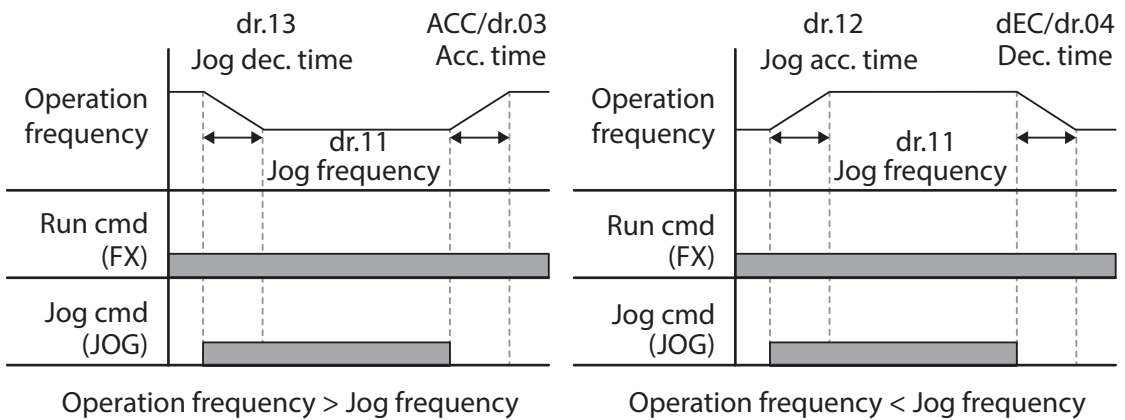 dr.13
ACC/dr.03
Jog dec. time
Acc. time
Operation
frequency
dr.11
Jog frequency
Run cmd
(FX)
Jog cmd
(JOG)
Operation frequency > Jog frequency
dr.12
dEC/dr.04
Jog acc. time
Dec. time
Operation
frequency
dr.11
Jog frequency
Run cmd
(FX)
Jog cmd
(JOG)
Operation frequency < Jog frequency